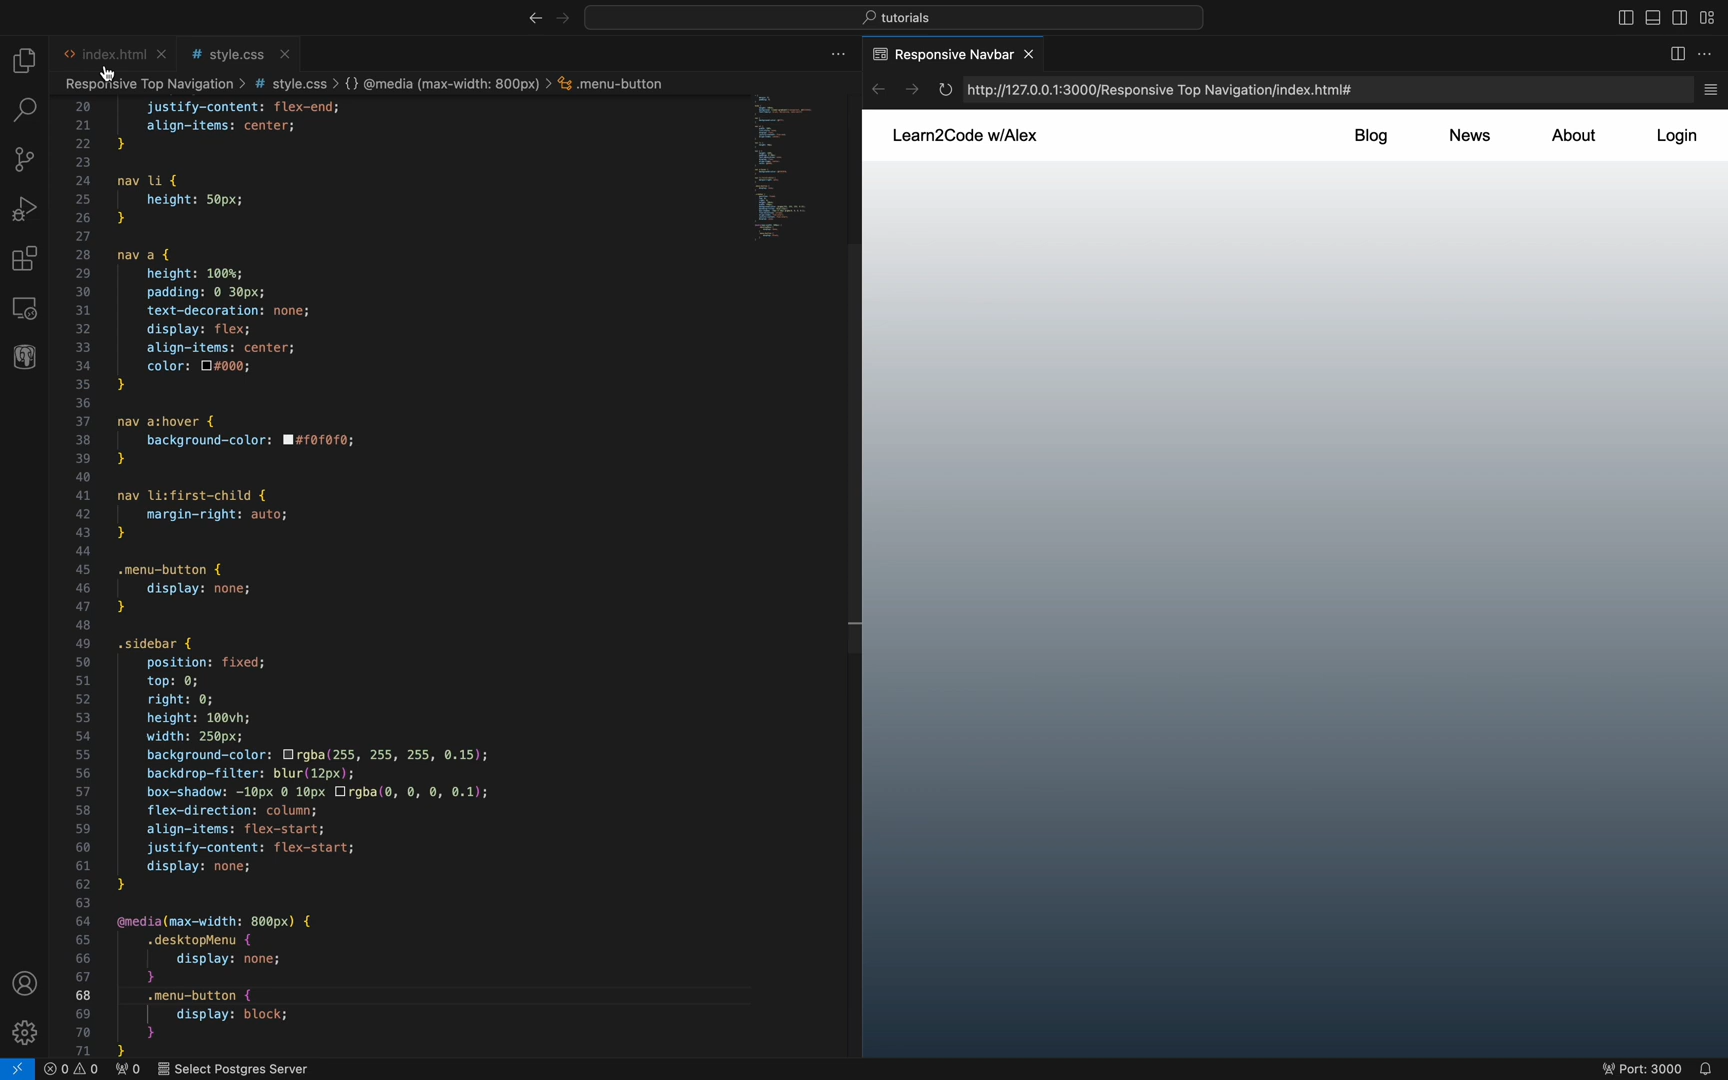 tutorials
index.html
# style.css
Responsive Top Navigation > # style.css > {} @media (max-width: 800px) > .menu-button
20 justify-content: flex-end;
21 align-items: center;
22 }
23
24 nav li {
25 height: 50px;
26 }
27
28 nav a {
29 height: 100%;
30 padding: 0 30px;
31 text-decoration: none;
32 display: flex;
33 align-items: center;
34 color: #000;
35 }
36
37 nav a:hover {
38 background-color: #f0f0f0;
39 }
40
41 nav li:first-child {
42 margin-right: auto;
43 }
44
45 .menu-button {
46 display: none;
47 }
48
49 .sidebar {
50 position: fixed;
51 top: 0;
52 right: 0;
53 height: 100vh;
54 width: 250px;
55 background-color: rgba(255, 255, 255, 0.15);
56 backdrop-filter: blur(12px);
57 box-shadow: -10px 0 10px rgba(0, 0, 0, 0.1);
58 flex-direction: column;
59 align-items: flex-start;
60 justify-content: flex-start;
61 display: none;
62 }
63
64 @media(max-width: 800px) {
65 .desktopMenu {
66 display: none;
67 }
68 .menu-button {
69 display: block;
70 }
71 }
Responsive Navbar
http://127.0.0.1:3000/Responsive Top Navigation/index.html#
Learn2Code w/Alex Blog News About Login
0 0 0 Select Postgres Server Port: 3000